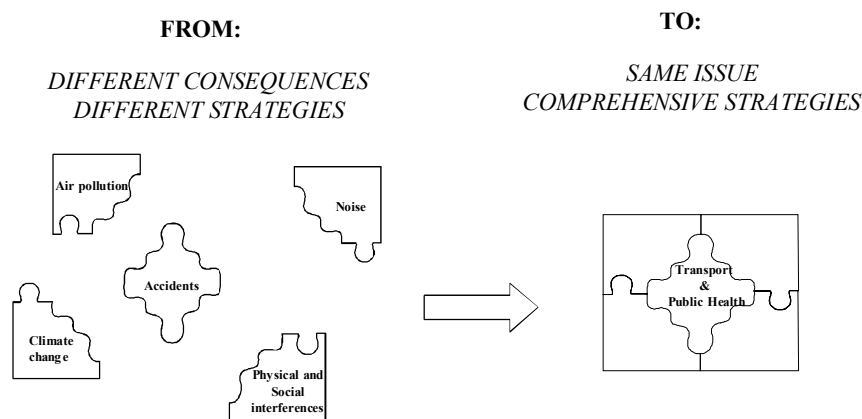 FROM:
TO:
DIFFERENT CONSEQUENCES
DIFFERENT STRATEGIES
SAME ISSUE
COMPREHENSIVE STRATEGIES
Air pollution
Noise
Accidents
Climate
change
Physical and
Social
interferences
Transport
&
Public Health